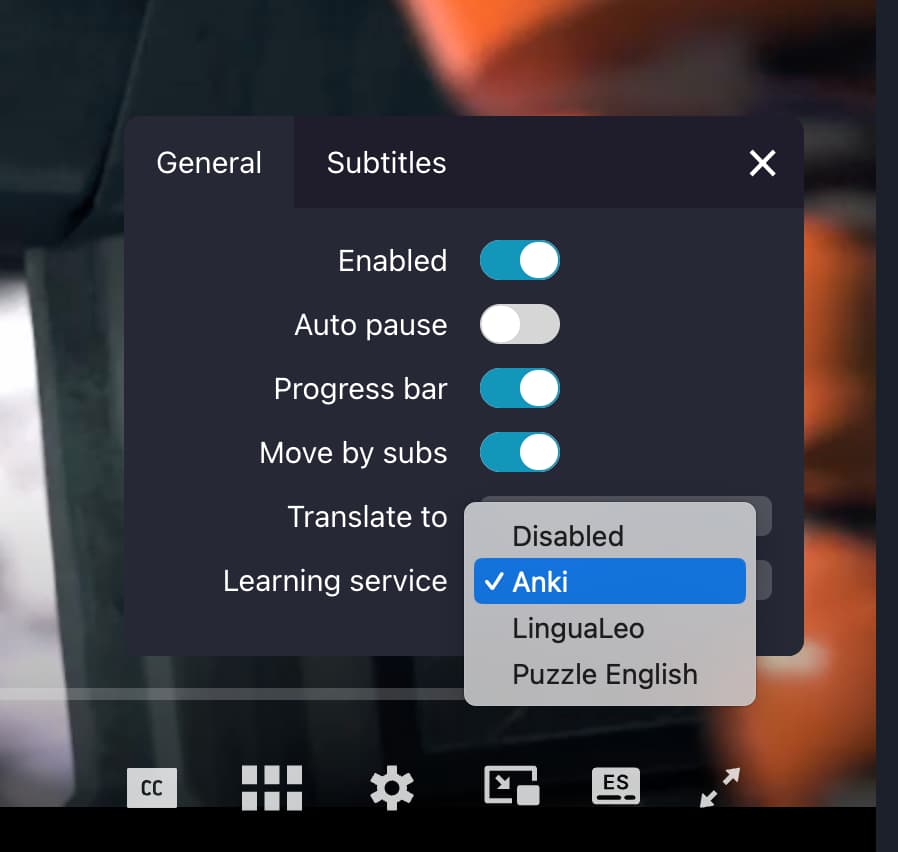 General
Subtitles
Enabled
Auto pause
Progress bar
Move by subs
Translate to
Learning service
Disabled
✓ Anki
LinguaLeo
Puzzle English
CC
ES